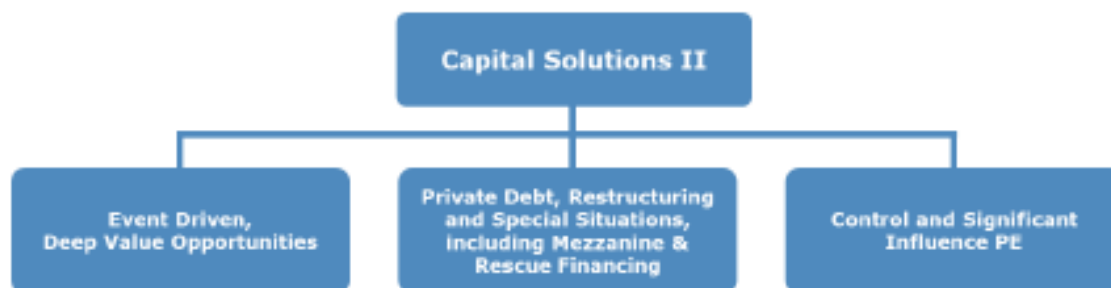 Capital Solutions II
Event Driven,
Deep Value Opportunities
Private Debt, Restructuring
and Special Situations,
including Mezzanine &
Rescue Financing
Control and Significant
Influence PE